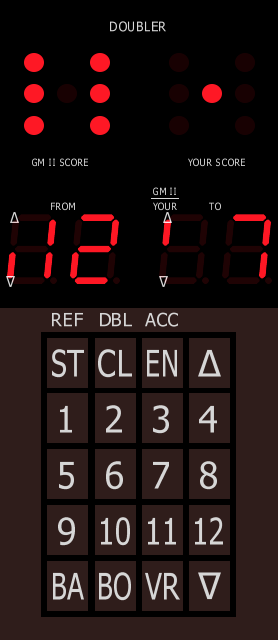 DOUBLER
GM II SCORE YOUR SCORE
GM II
FROM YOUR TO
12 7
REF DBL ACC
ST CL EN Δ
1 2 3 4
5 6 7 8
9 10 11 12
BA BO VR ∇